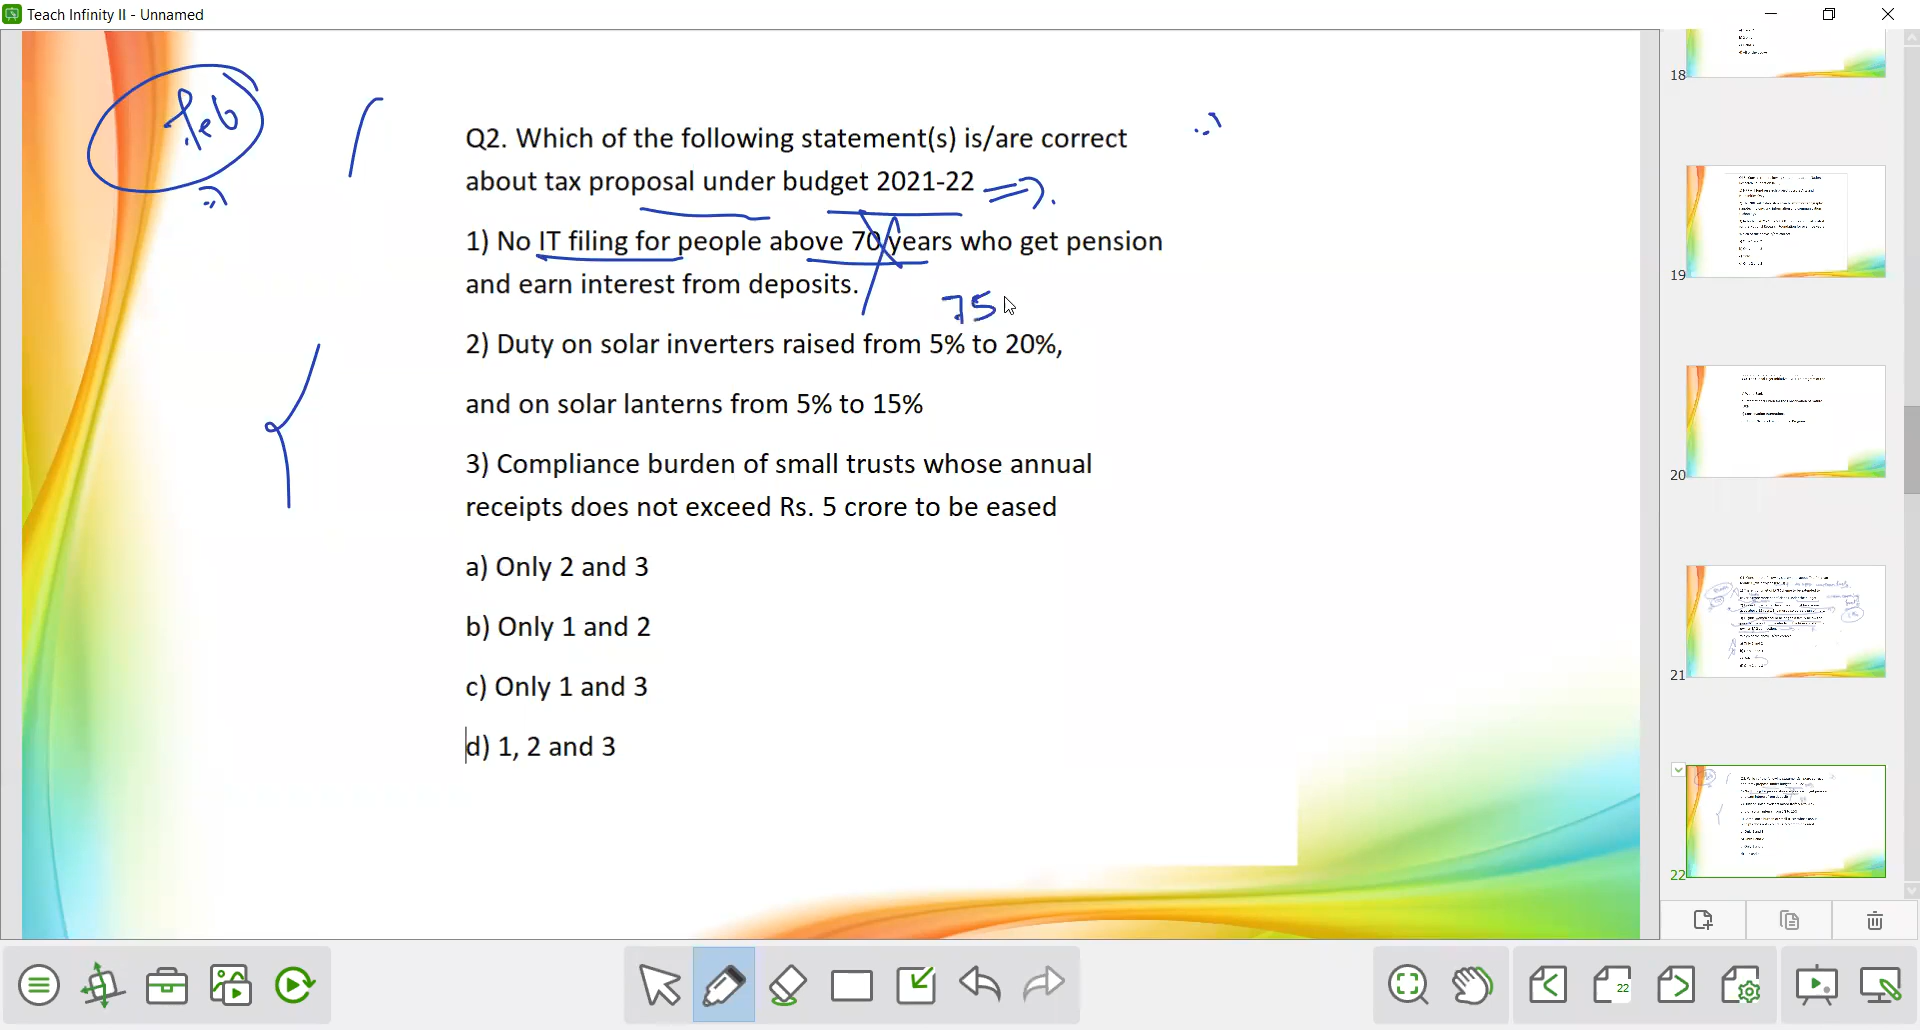 Teach Infinity II - Unnamed
feb
Q2. Which of the following statement(s) is/are correct
about tax proposal under budget 2021-22
1) No IT filing for people above 70 years who get pension
and earn interest from deposits.
75
2) Duty on solar inverters raised from 5% to 20%,
and on solar lanterns from 5% to 15%
3) Compliance burden of small trusts whose annual
receipts does not exceed Rs. 5 crore to be eased
a) Only 2 and 3
b) Only 1 and 2
c) Only 1 and 3
d) 1, 2 and 3
18
19
20
21
22
22